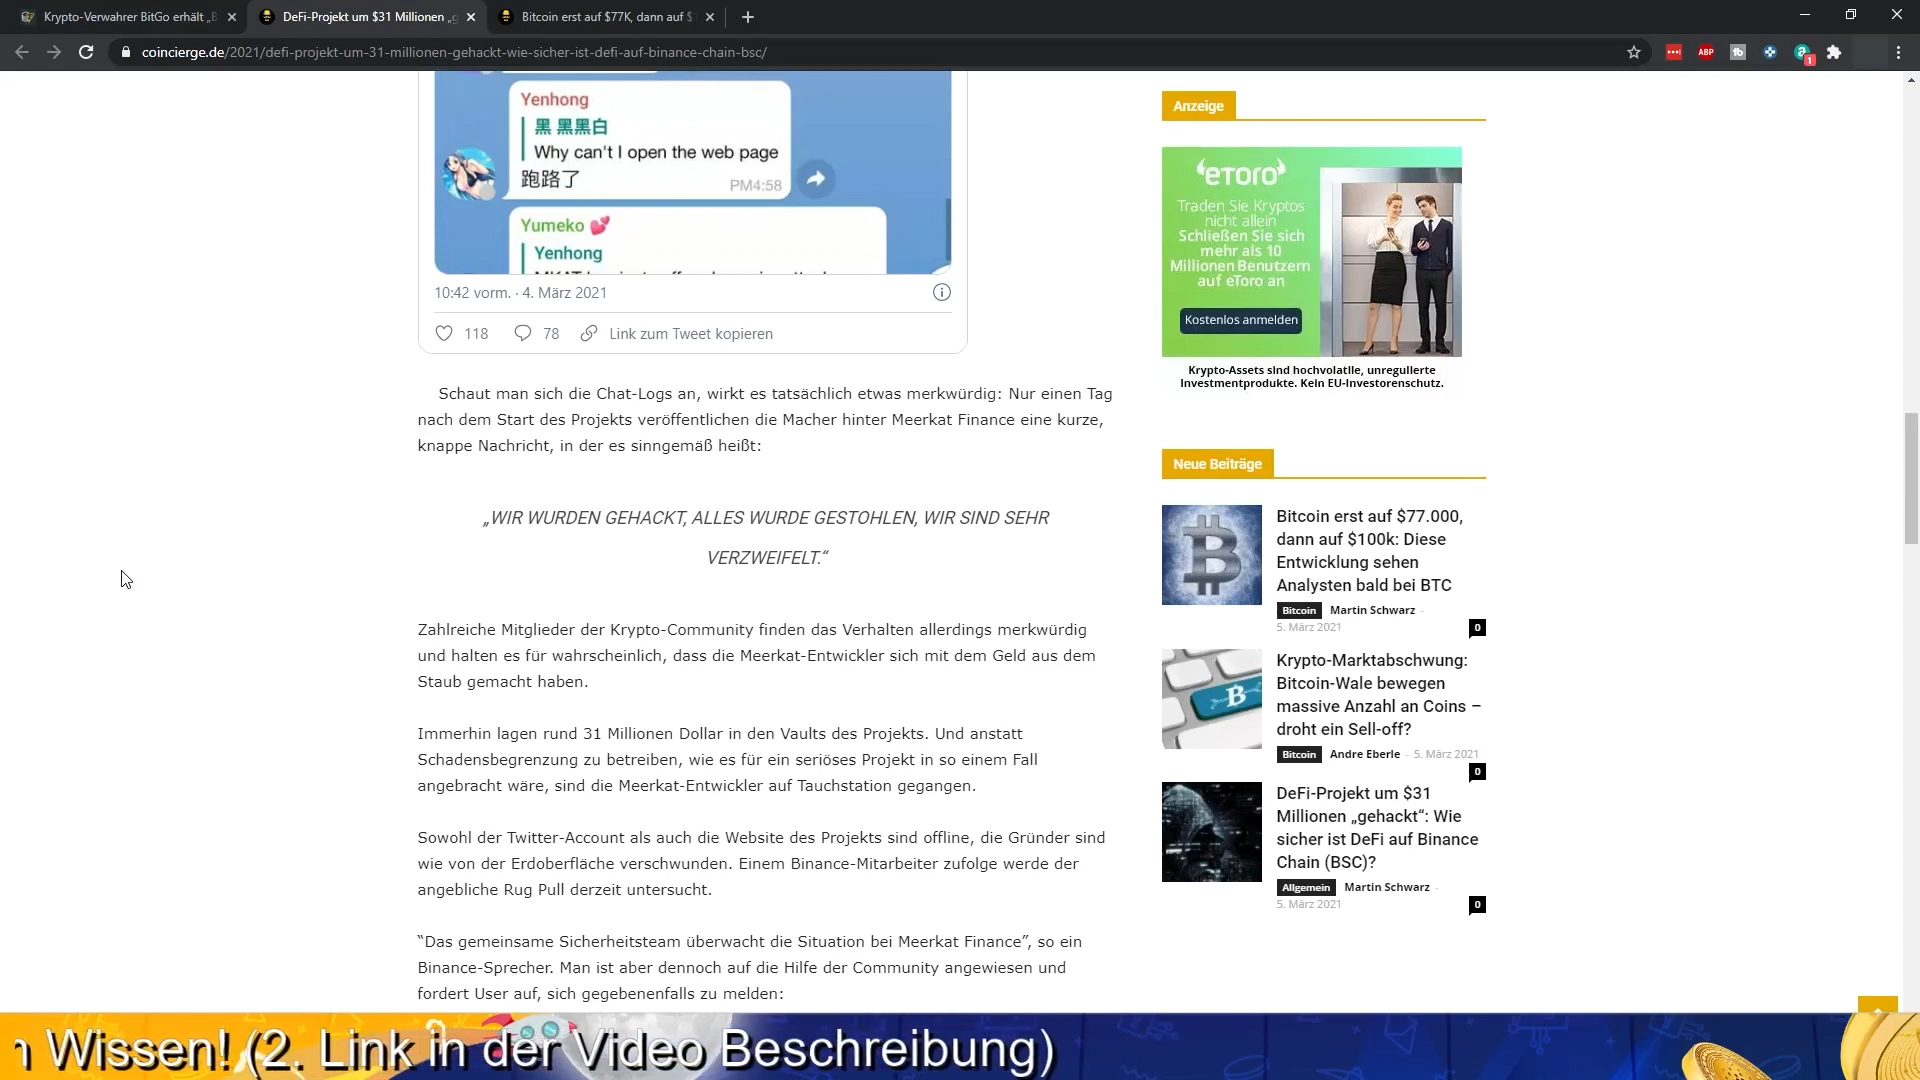 Krypto-Verwahrer BitGo erhält „B
DeFi-Projekt um $31 Millionen „g
Bitcoin erst auf $77K, dann auf $1
coincierge.de/2021/defi-projekt-um-31-millionen-gehackt-wie-sicher-ist-defi-auf-binance-chain-bsc/
ABP
1
Yenhong
黑 黑黑白
Why can't I open the web page
跑路了
PM4:58
Yumeko 💕
Yenhong
10:42 vorm. · 4. März 2021
118
78
Link zum Tweet kopieren
Schaut man sich die Chat-Logs an, wirkt es tatsächlich etwas merkwürdig: Nur einen Tag
nach dem Start des Projekts veröffentlichen die Macher hinter Meerkat Finance eine kurze,
knappe Nachricht, in der es sinngemäß heißt:
„WIR WURDEN GEHACKT, ALLES WURDE GESTOHLEN, WIR SIND SEHR
VERZWEIFELT.“
Zahlreiche Mitglieder der Krypto-Community finden das Verhalten allerdings merkwürdig
und halten es für wahrscheinlich, dass die Meerkat-Entwickler sich mit dem Geld aus dem
Staub gemacht haben.
Immerhin lagen rund 31 Millionen Dollar in den Vaults des Projekts. Und anstatt
Schadensbegrenzung zu betreiben, wie es für ein seriöses Projekt in so einem Fall
angebracht wäre, sind die Meerkat-Entwickler auf Tauchstation gegangen.
Sowohl der Twitter-Account als auch die Website des Projekts sind offline, die Gründer sind
wie von der Erdoberfläche verschwunden. Einem Binance-Mitarbeiter zufolge werde der
angebliche Rug Pull derzeit untersucht.
“Das gemeinsame Sicherheitsteam überwacht die Situation bei Meerkat Finance”, so ein
Binance-Sprecher. Man ist aber dennoch auf die Hilfe der Community angewiesen und
fordert User auf, sich gegebenenfalls zu melden:
Anzeige
eToro
Traden Sie Kryptos
nicht allein
Schließen Sie sich
mehr als 10
Millionen Benutzern
auf eToro an
Kostenlos anmelden
Krypto-Assets sind hochvolatile, unregulierte
Investmentprodukte. Kein EU-Investorenschutz.
Neue Beiträge
Bitcoin erst auf $77.000,
dann auf $100k: Diese
Entwicklung sehen
Analysten bald bei BTC
Bitcoin Martin Schwarz -
5. März 2021
0
Krypto-Marktabschwung:
Bitcoin-Wale bewegen
massive Anzahl an Coins –
droht ein Sell-off?
Bitcoin Andre Eberle - 5. März 2021
0
DeFi-Projekt um $31
Millionen „gehackt“: Wie
sicher ist DeFi auf Binance
Chain (BSC)?
Allgemein Martin Schwarz -
5. März 2021
0
n Wissen! (2. Link in der Video Beschreibung)